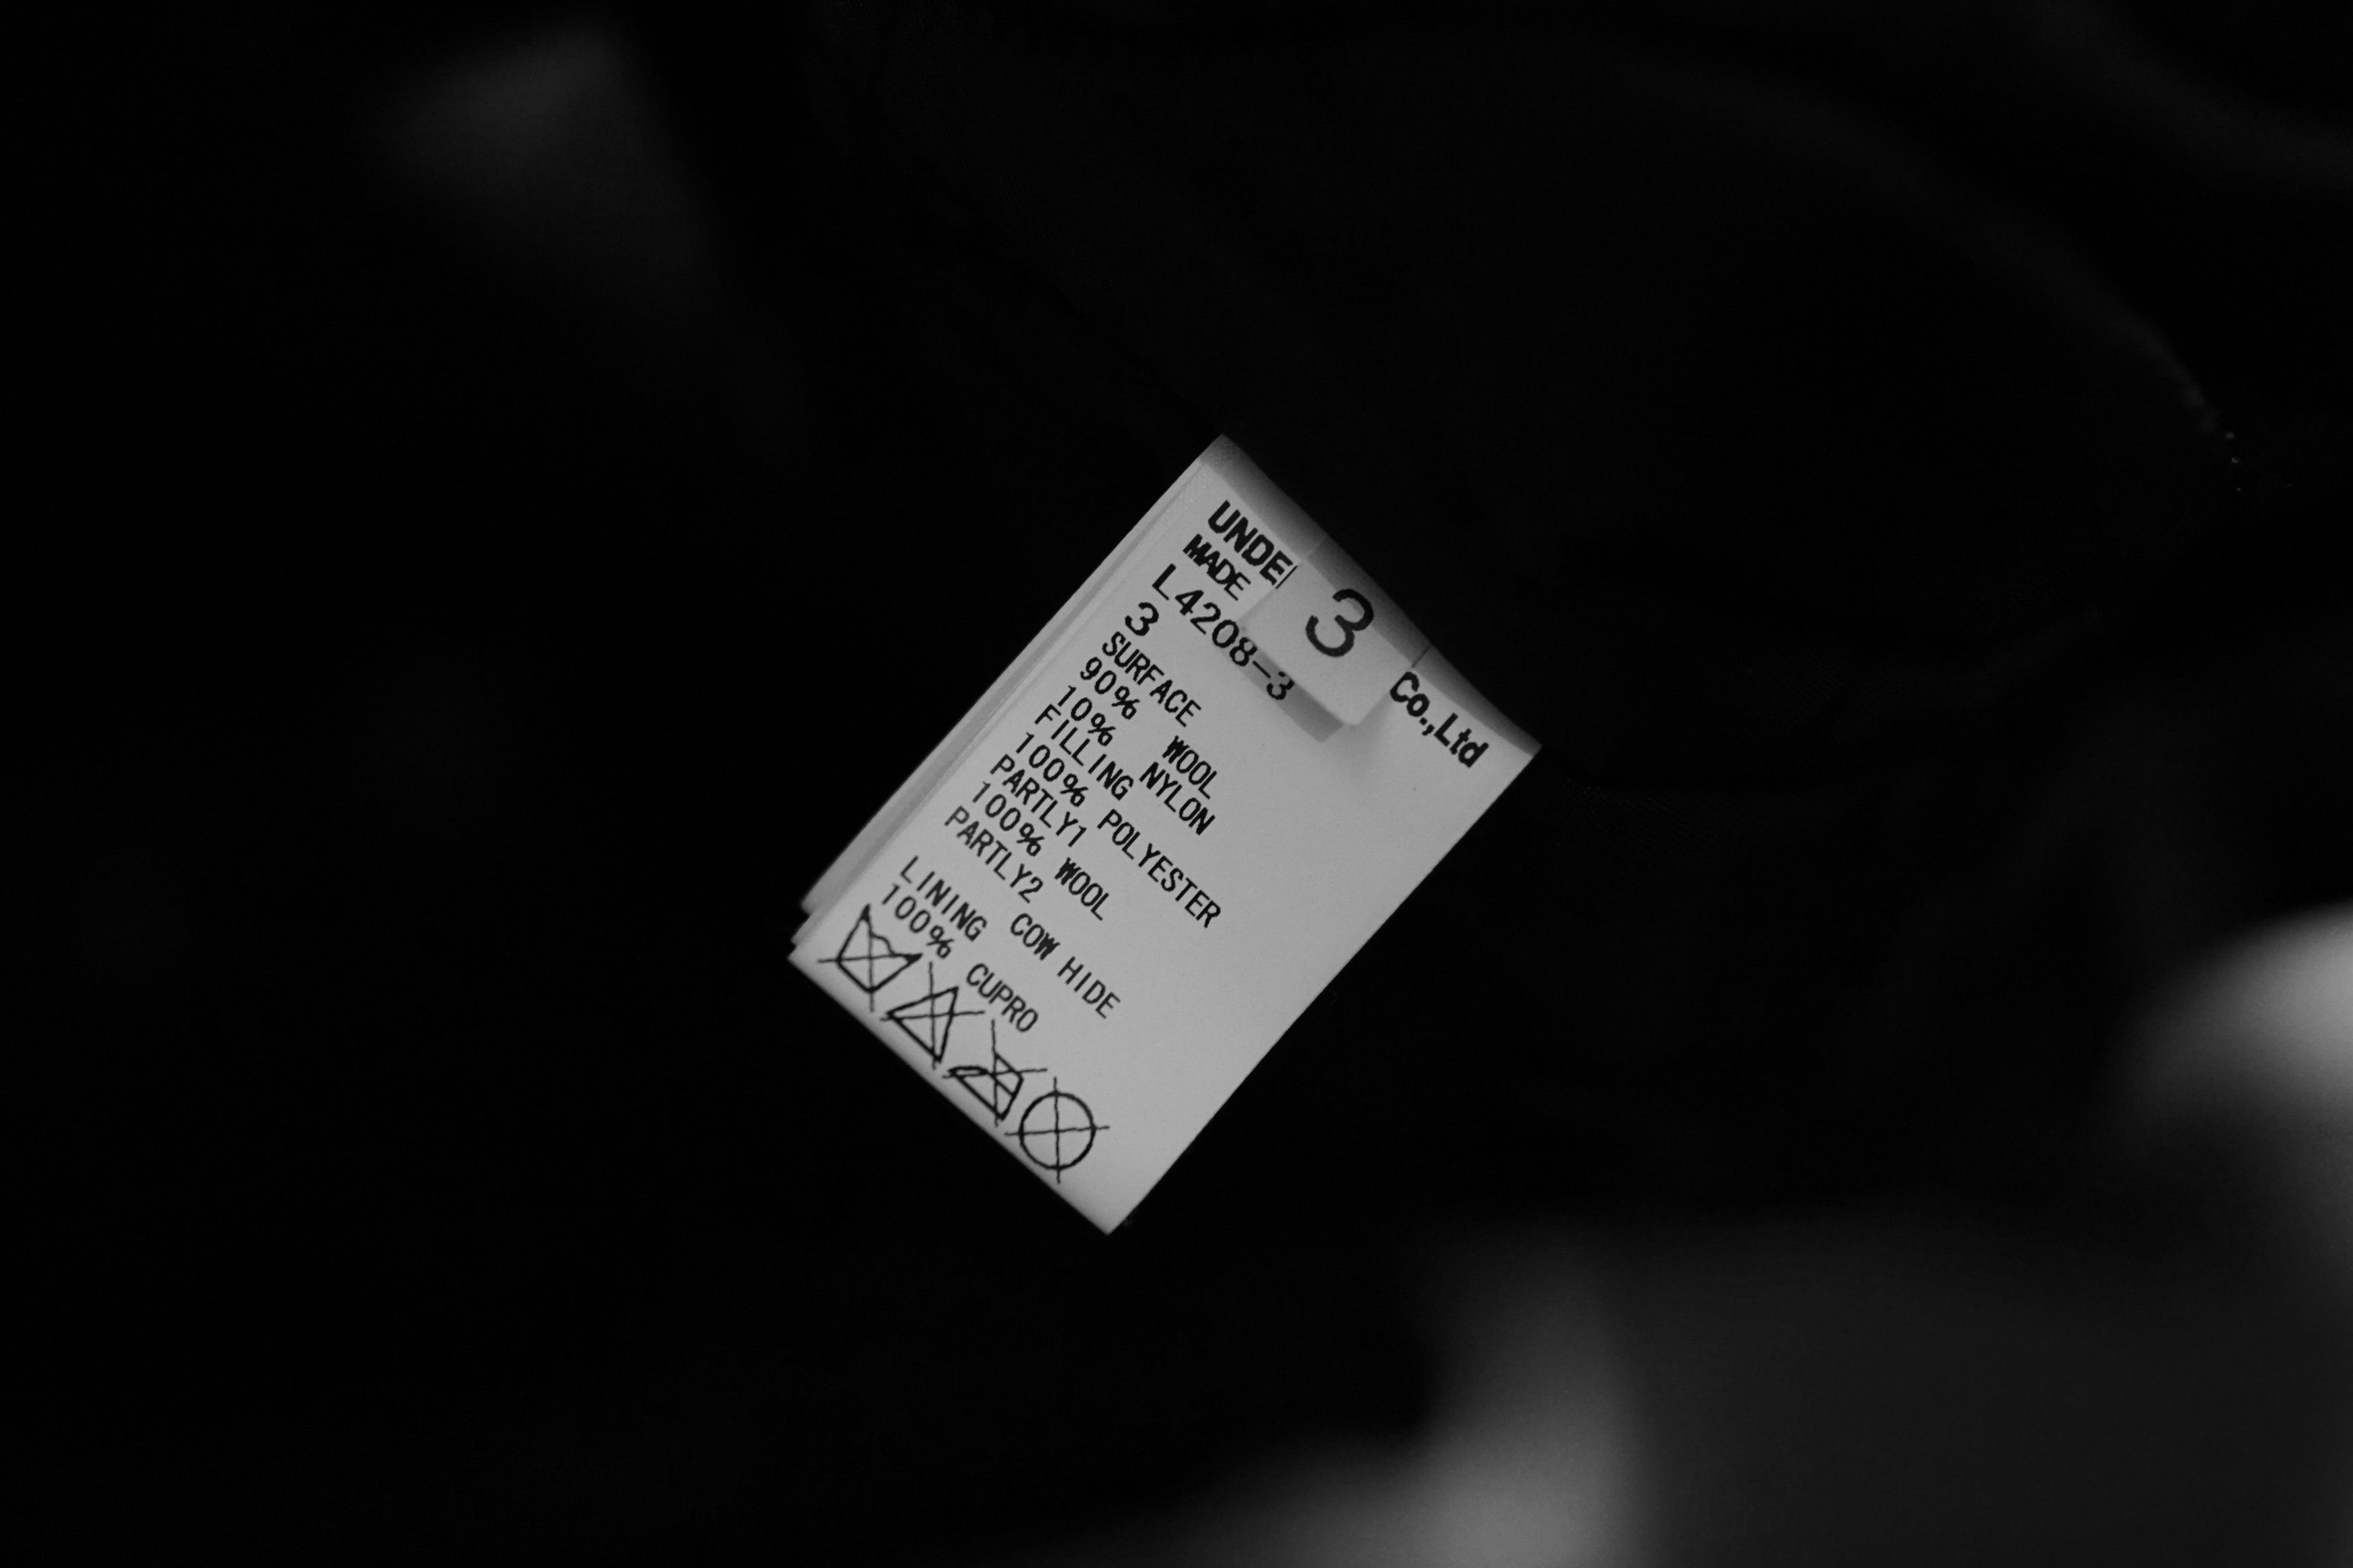 UNDE
3
Co.,Ltd
MADE
L4208-3
3
SURFACE
90% WOOL
10% NYLON
FILLING
100% POLYESTER
PARTLY1
100% WOOL
PARTLY2
COW HIDE
LINING
100% CUPRO